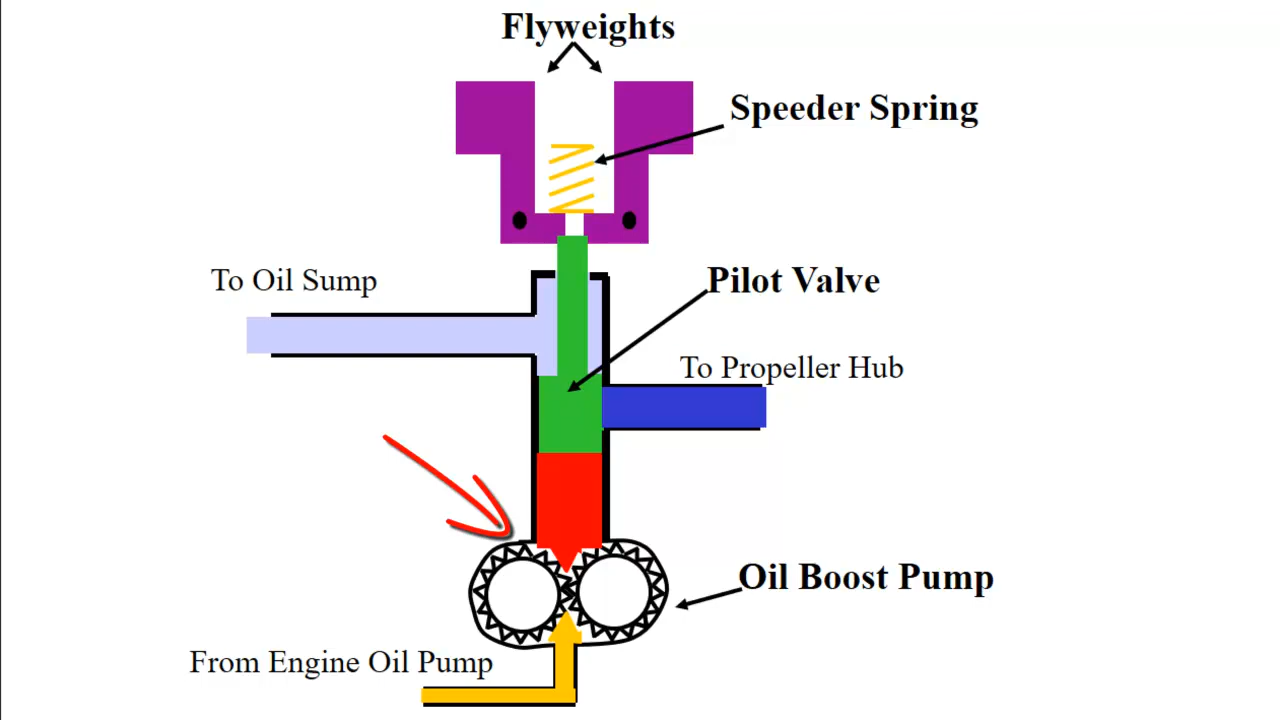 Flyweights
Speeder Spring
To Oil Sump
Pilot Valve
To Propeller Hub
Oil Boost Pump
From Engine Oil Pump